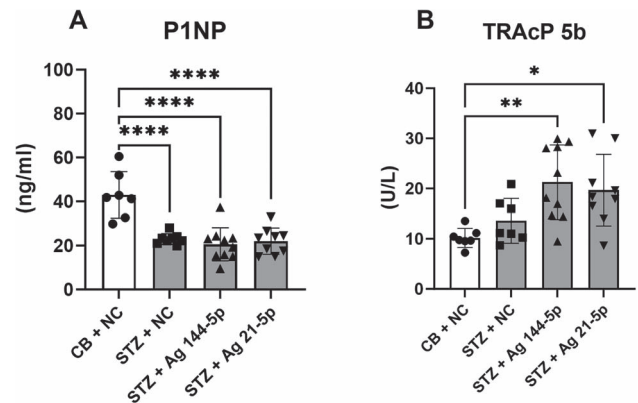 A
P1NP
(ng/ml)
100
80
60
40
20
0
****
****
****
CB + NC
STZ + NC
STZ + Ag 144-5p
STZ + Ag 21-5p
B
TRAcP 5b
(U/L)
40
30
20
10
0
*
**
CB + NC
STZ + NC
STZ + Ag 144-5p
STZ + Ag 21-5p